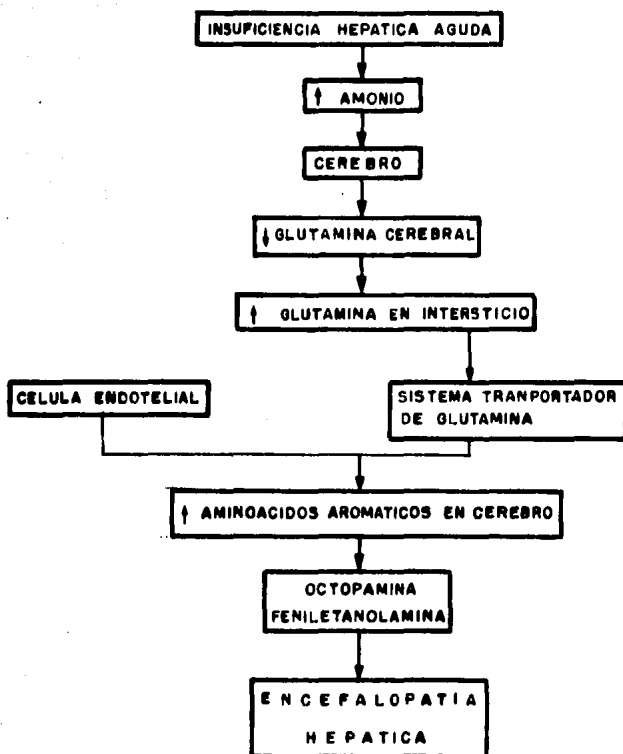 INSUFICIENCIA HEPATICA AGUDA
↑ AMONIO
CEREBRO
↓ GLUTAMINA CEREBRAL
↑ GLUTAMINA EN INTERSTICIO
CELULA ENDOTELIAL
SISTEMA TRANPORTADOR
DE GLUTAMINA
↑ AMINOACIDOS AROMATICOS EN CEREBRO
OCTOPAMINA
FENILETANOLAMINA
ENCEFALOPATIA
HEPATICA